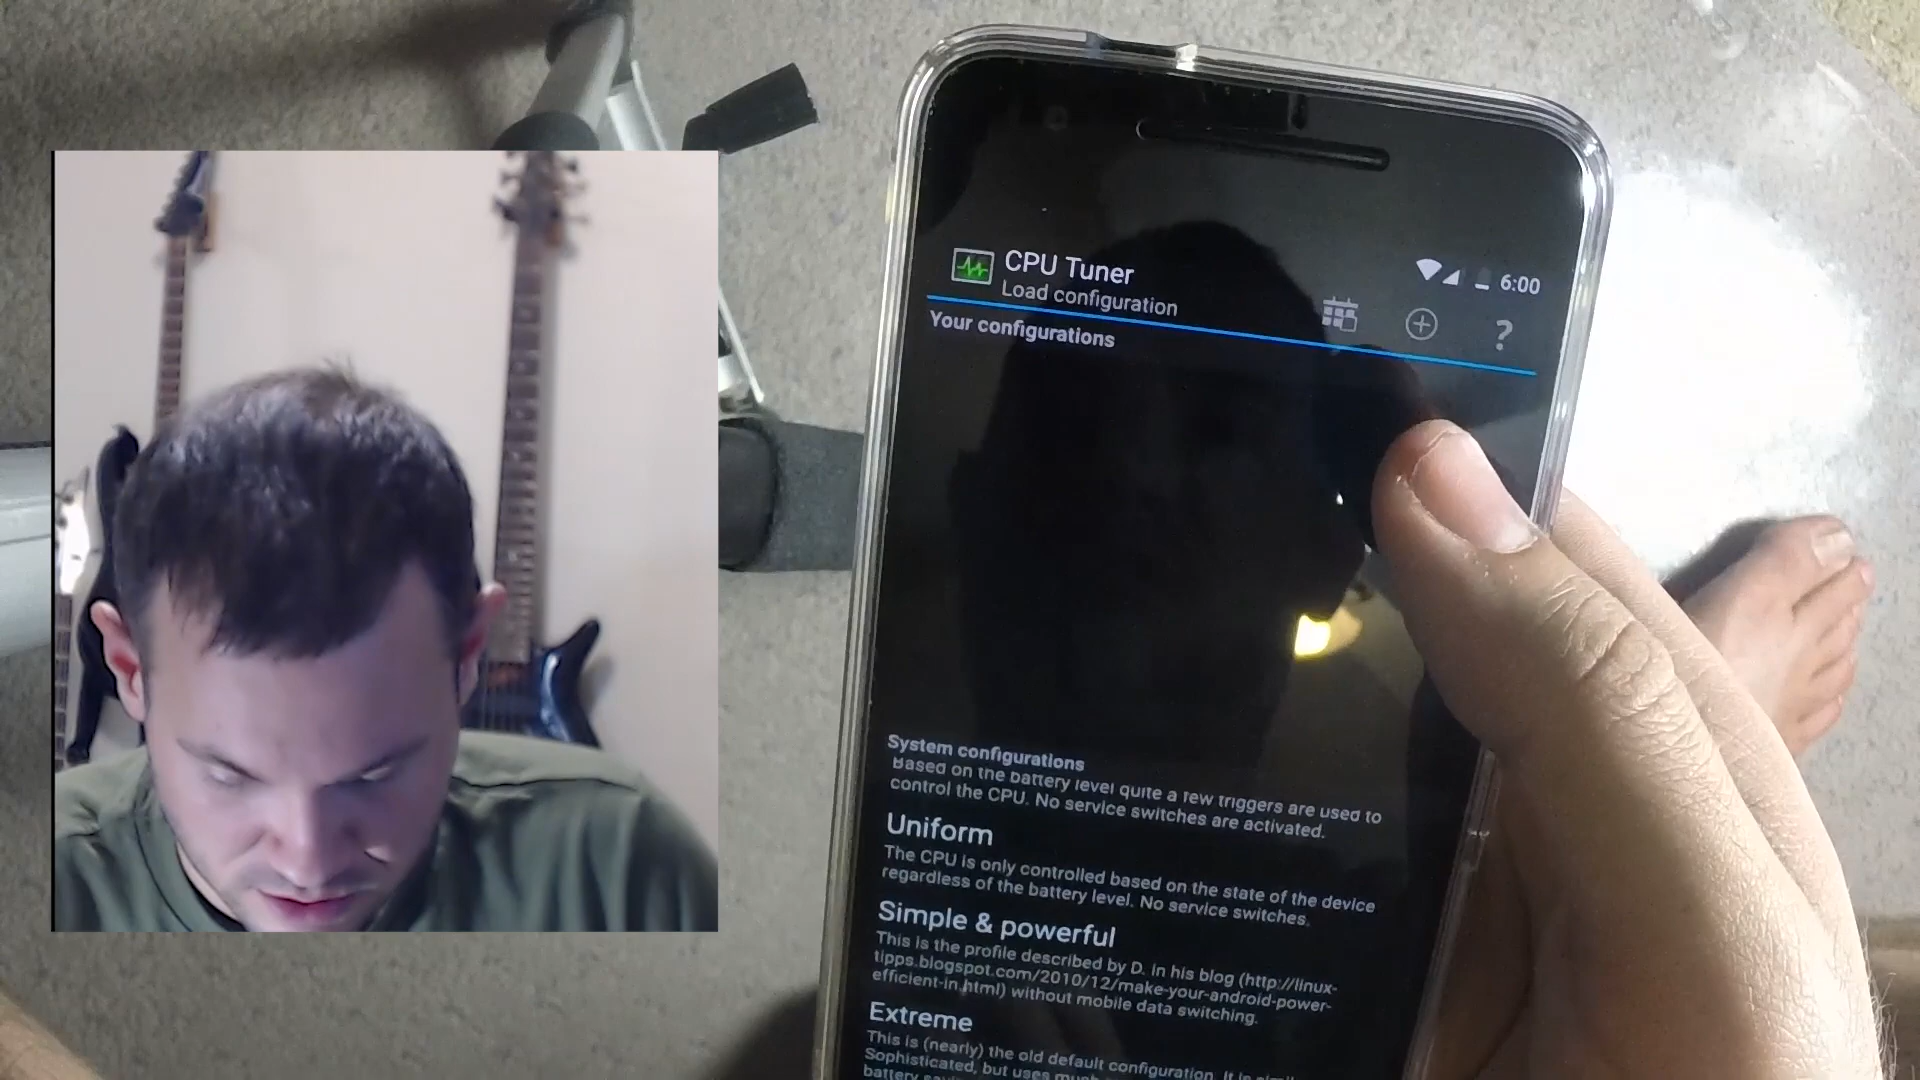 CPU Tuner
Load configuration
6:00
?
Your configurations
System configurations
Based on the battery level quite a few triggers are used to
control the CPU. No service switches are activated.
Uniform
The CPU is only controlled based on the state of the device
regardless of the battery level. No service switches.
Simple & powerful
This is the profile described by D. in his blog (http://linux-
tipps.blogspot.com/2010/12/make-your-android-power-
efficient-in.html) without mobile data switching.
Extreme
This is (nearly) the old default configuration. It is
Sophisticated, but uses
battery